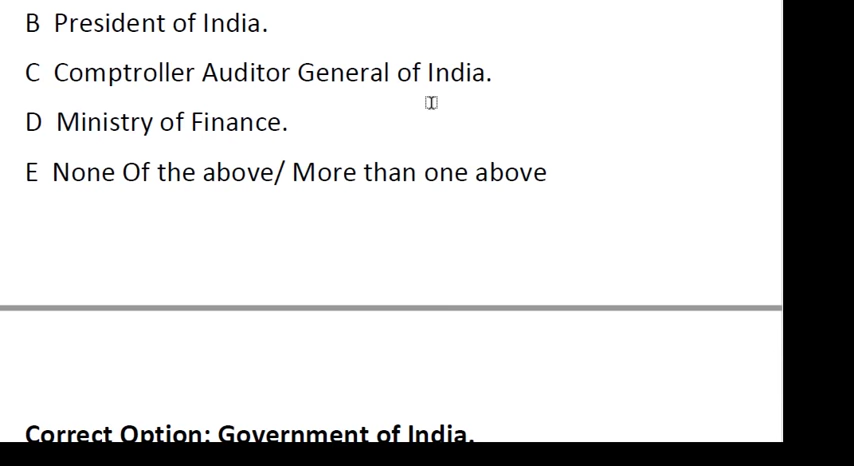 B President of India.
C Comptroller Auditor General of India.
D Ministry of Finance.
E None Of the above/ More than one above
Correct Option: Government of India.